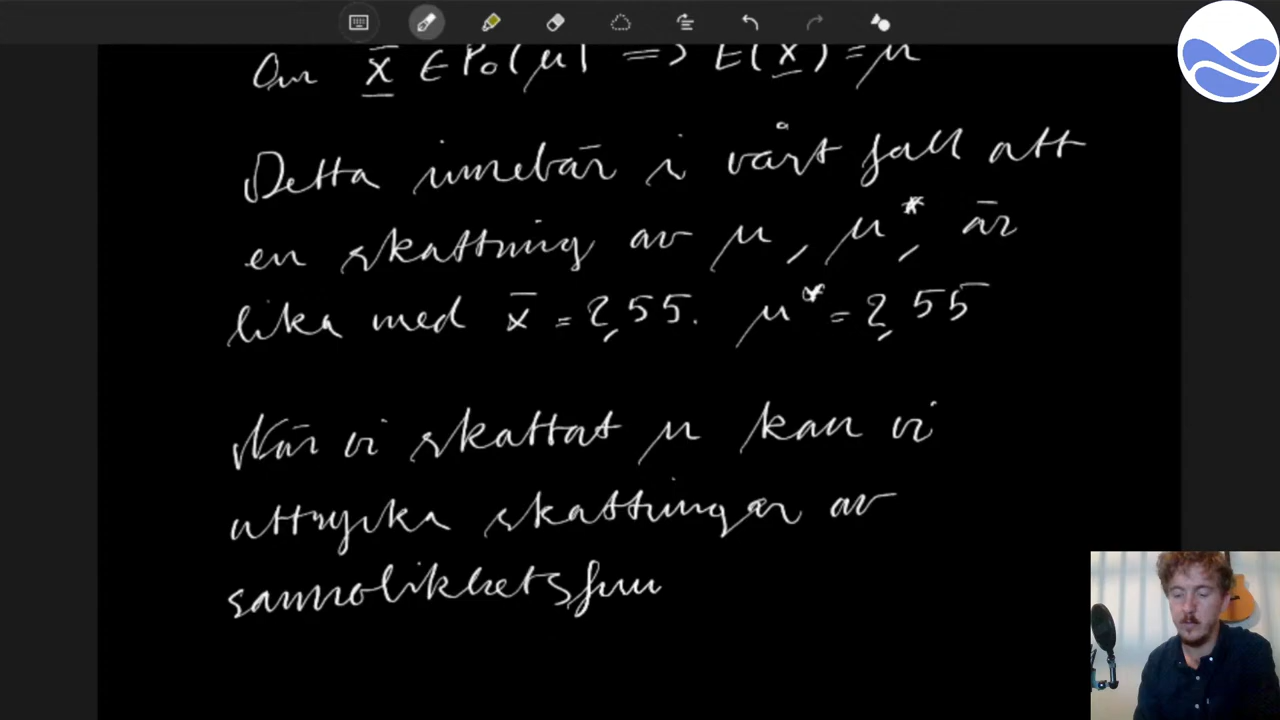 Om X̄ ∈ Po(μ) => E(X) = μ
Detta innebär i vårt fall att
en skattning av μ, μ*, är
lika med x̄ = 2,55. μ* = 2,55
När vi skattat μ kan vi
uttrycka skattningar av
sannolikhetsfun